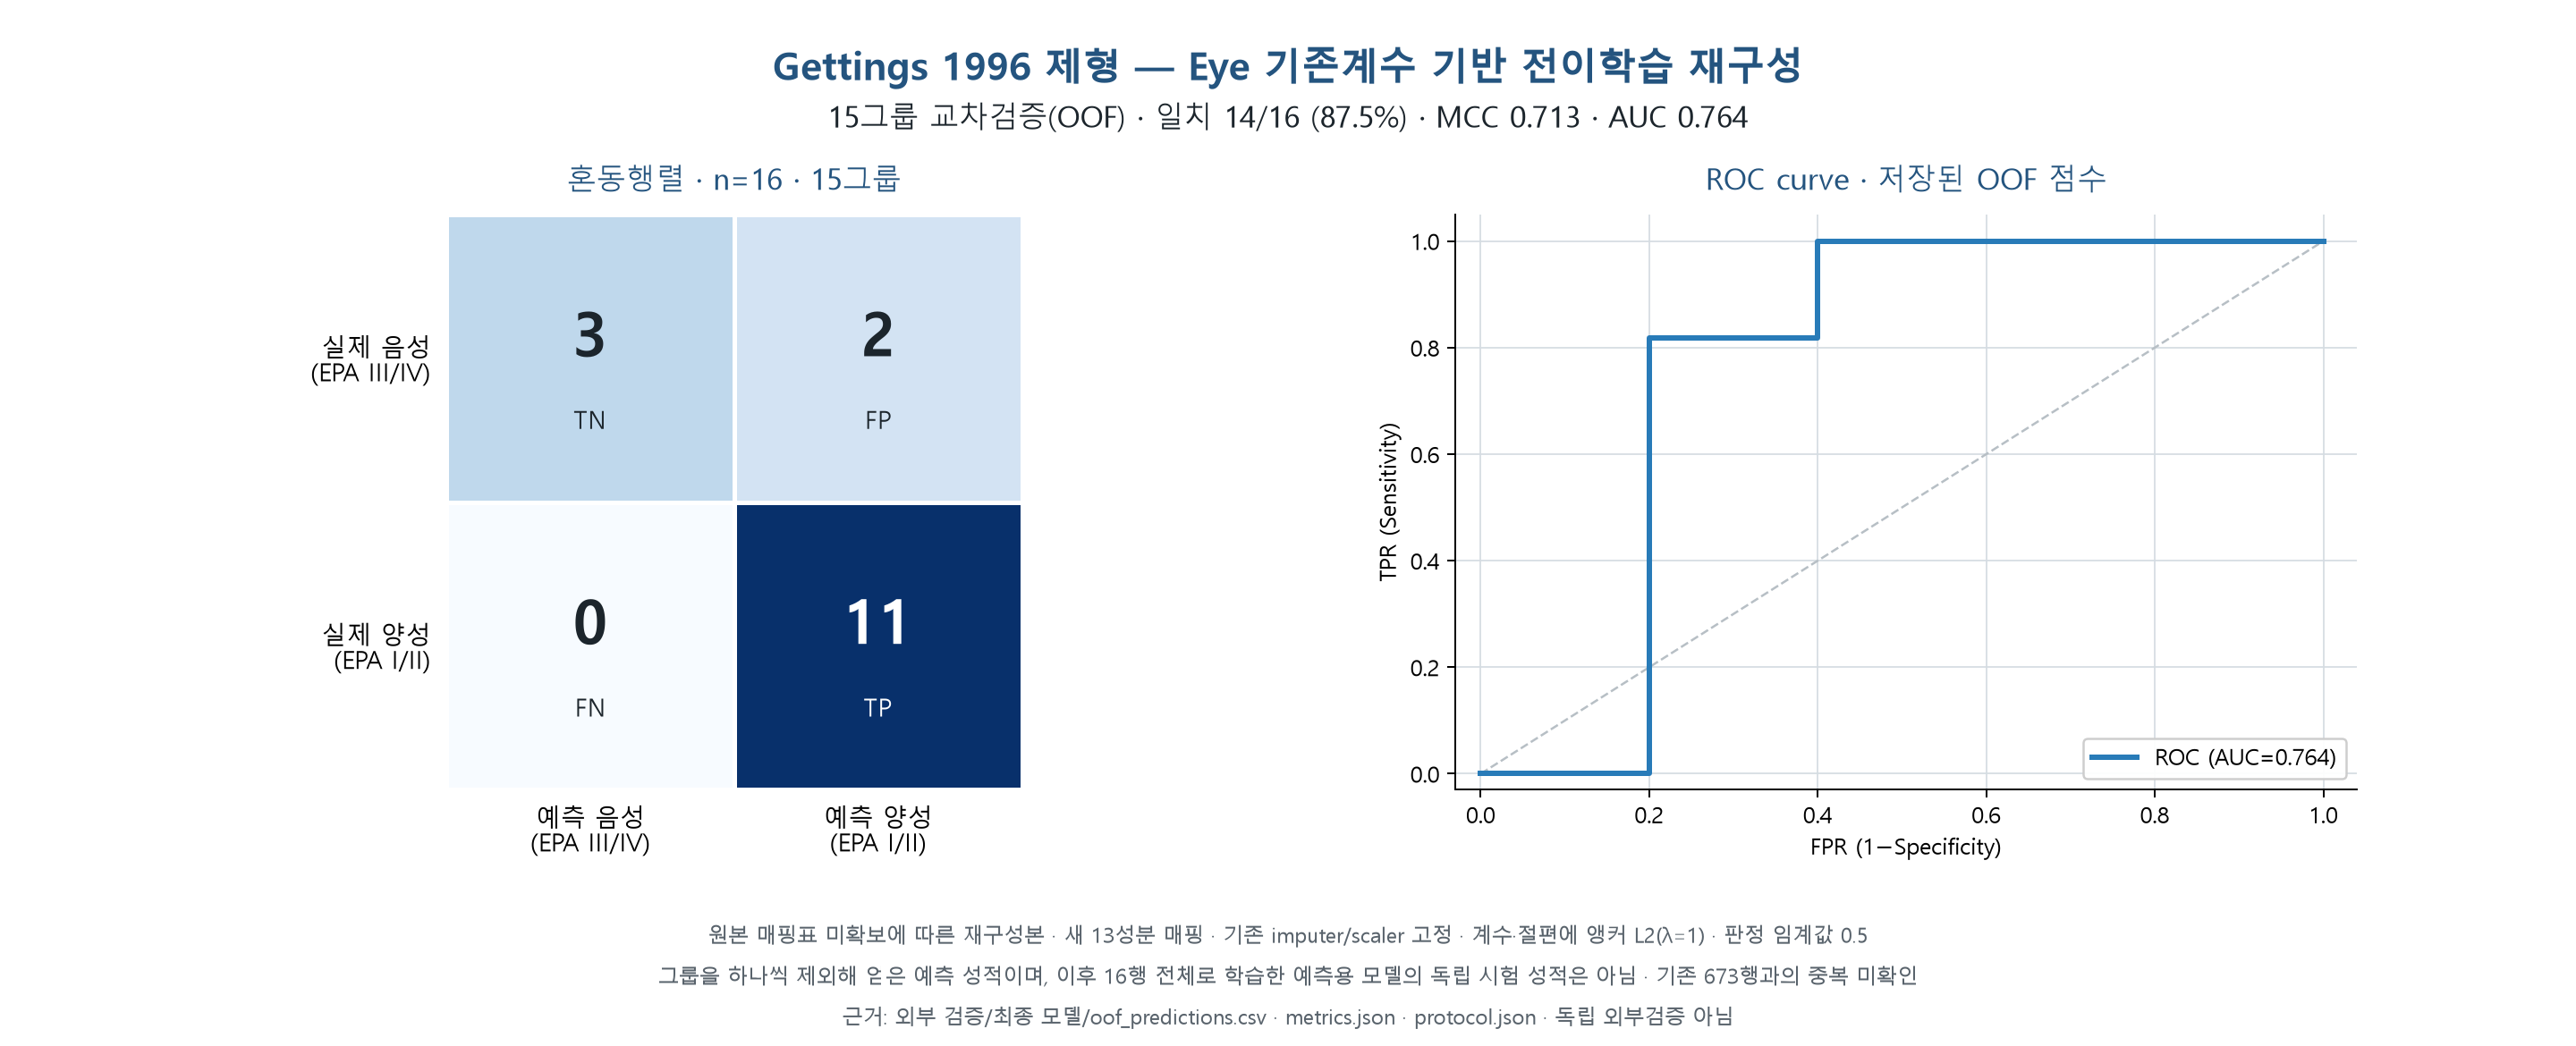 Gettings 1996 제형 — Eye 기존계수 기반 전이학습 재구성
15그룹 교차검증(OOF) · 일치 14/16 (87.5%) · MCC 0.713 · AUC 0.764
혼동행렬 · n=16 · 15그룹
실제 음성
(EPA III/IV)
3
TN
2
FP
실제 양성
(EPA I/II)
0
FN
11
TP
예측 음성
(EPA III/IV)
예측 양성
(EPA I/II)
ROC curve · 저장된 OOF 점수
TPR (Sensitivity)
1.0
0.8
0.6
0.4
0.2
0.0
ROC (AUC=0.764)
0.0 0.2 0.4 0.6 0.8 1.0
FPR (1−Specificity)
원본 매핑표 미확보에 따른 재구성본 · 새 13성분 매핑 · 기존 imputer/scaler 고정 · 계수·절편에 앵커 L2(λ=1) · 판정 임계값 0.5
그룹을 하나씩 제외해 얻은 예측 성적이며, 이후 16행 전체로 학습한 예측용 모델의 독립 시험 성적은 아님 · 기존 673행과의 중복 미확인
근거: 외부 검증/최종 모델/oof_predictions.csv · metrics.json · protocol.json · 독립 외부검증 아님